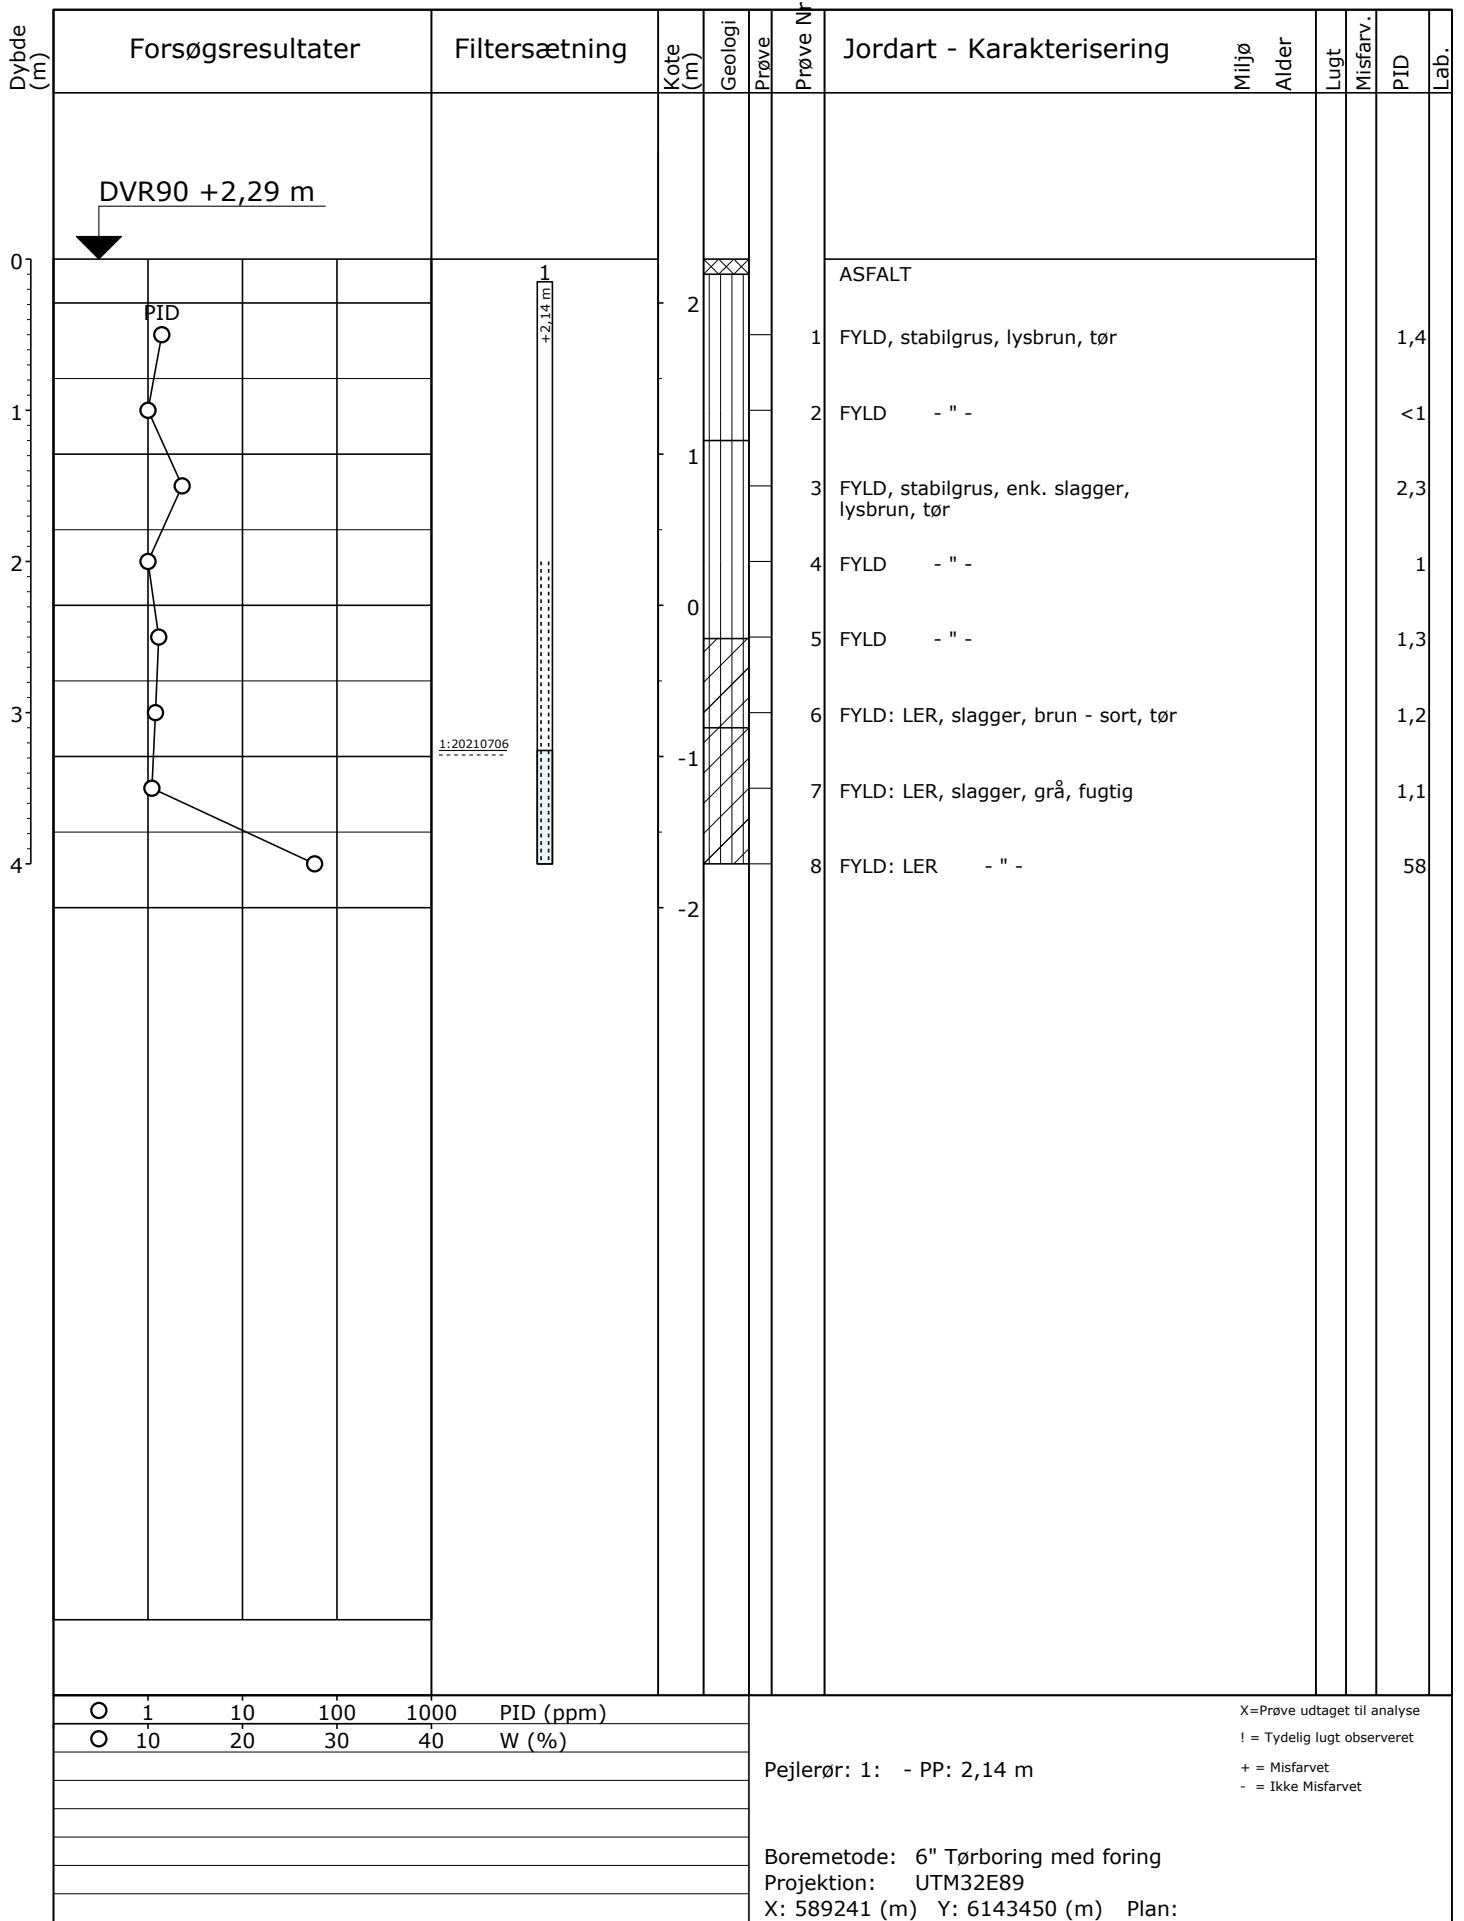 Dybde (m)
Forsøgsresultater
Filtersætning
Kote (m)
Geologi
Prøve
Prøve Nr
Jordart - Karakterisering
Miljø
Alder
Lugt
Misfarv.
PID
Lab.
DVR90 +2,29 m
0
1
ASFALT
+2,14 m
2
PID
1 FYLD, stabilgrus, lysbrun, tør 1,4
1
2 FYLD - " - <1
1
3 FYLD, stabilgrus, enk. slagger, 2,3
lysbrun, tør
2
4 FYLD - " - 1
0
5 FYLD - " - 1,3
3
6 FYLD: LER, slagger, brun - sort, tør 1,2
1:20210706
-1
7 FYLD: LER, slagger, grå, fugtig 1,1
4
8 FYLD: LER - " - 58
-2
1 10 100 1000 PID (ppm)
10 20 30 40 W (%)
X=Prøve udtaget til analyse
! = Tydelig lugt observeret
+ = Misfarvet
- = Ikke Misfarvet
Pejlerør: 1: - PP: 2,14 m
Boremetode: 6" Tørboring med foring
Projektion: UTM32E89
X: 589241 (m) Y: 6143450 (m) Plan: